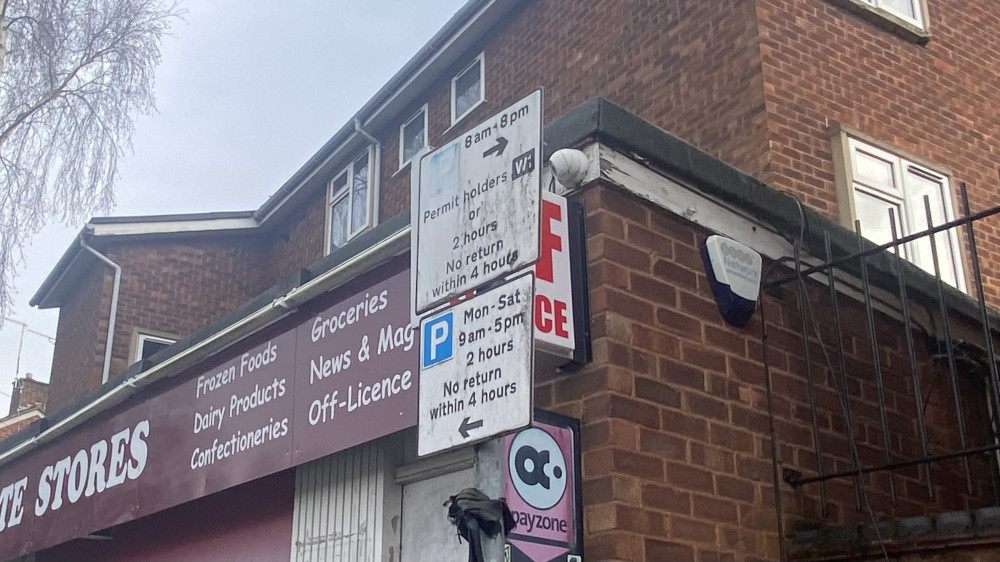 8am-8pm
W1
Permit holders
or
2 hours
No return
within 4 hours
P
Mon-Sat
9am-5pm
2 hours
No return
within 4 hours
F
CE
Groceries
News & Mag
Off-Licence
Frozen Foods
Dairy Products
Confectioneries
TE STORES
payzone